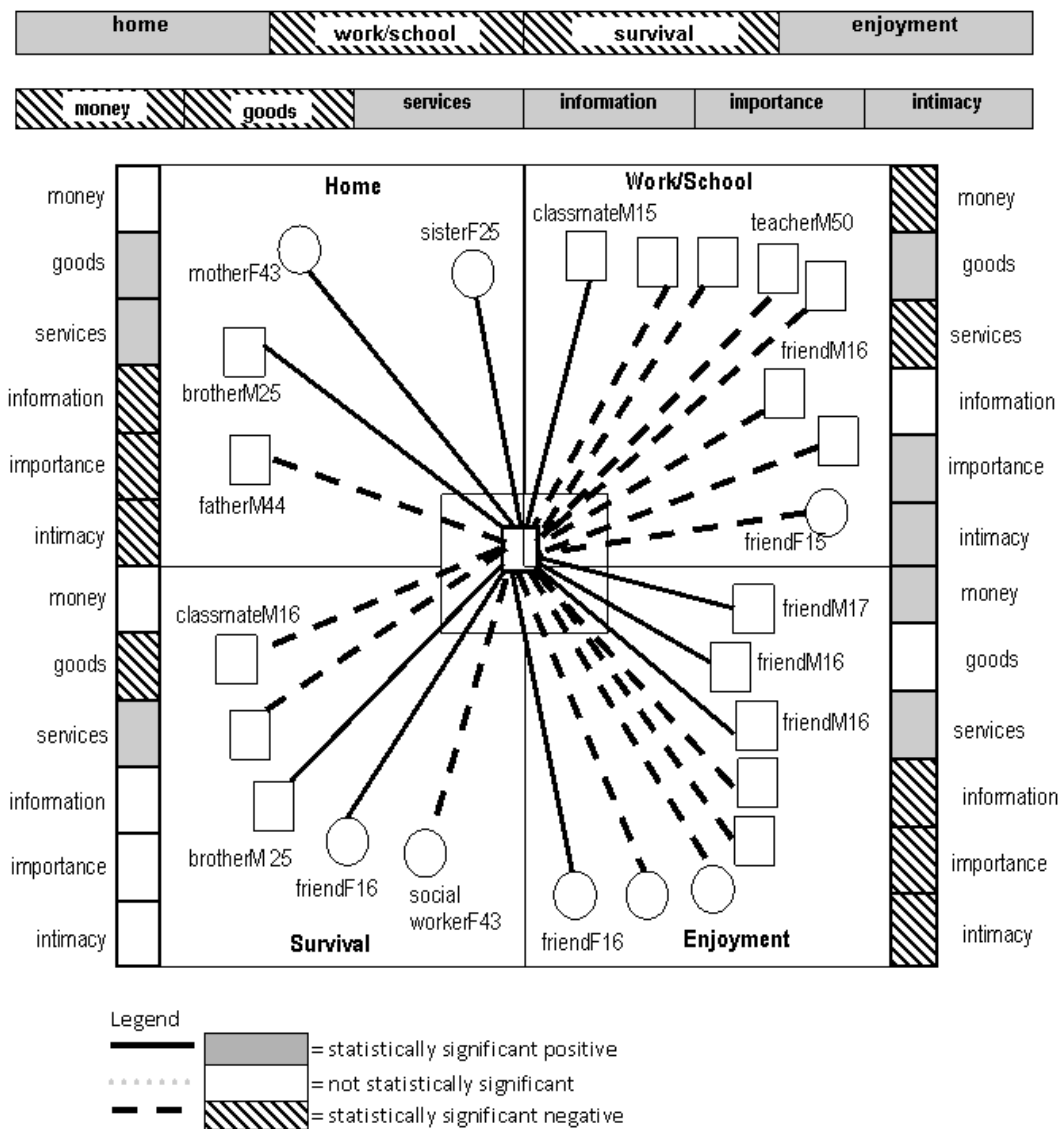 home work/school survival enjoyment
money goods services information importance intimacy
Home
Work/School
money
goods
services
information
importance
intimacy
money
goods
services
information
importance
intimacy
motherF43
sisterF25
brotherM25
fatherM44
classmateM15
teacherM50
friendM16
friendF15
money
goods
services
information
importance
intimacy
money
goods
services
information
importance
intimacy
classmateM16
brotherM25
friendF16
social
workerF43
Survival
friendM17
friendM16
friendM16
friendF16
Enjoyment
Legend
= statistically significant positive
= not statistically significant
= statistically significant negative